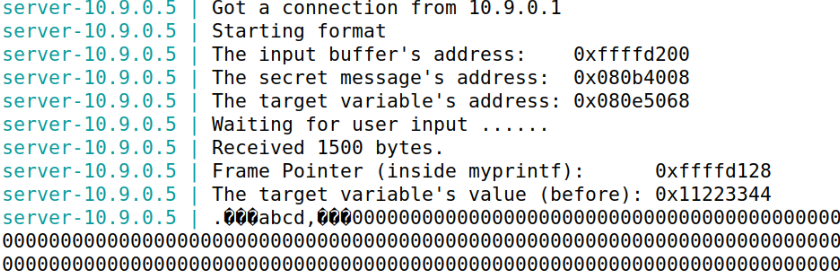 server-10.9.0.5 | Got a connection from 10.9.0.1
server-10.9.0.5 | Starting format
server-10.9.0.5 | The input buffer's address:    0xffffd200
server-10.9.0.5 | The secret message's address:  0x080b4008
server-10.9.0.5 | The target variable's address: 0x080e5068
server-10.9.0.5 | Waiting for user input ......
server-10.9.0.5 | Received 1500 bytes.
server-10.9.0.5 | Frame Pointer (inside myprintf):      0xffffd128
server-10.9.0.5 | The target variable's value (before): 0x11223344
server-10.9.0.5 | .���abcd,���000000000000000000000000000000000000000000
000000000000000000000000000000000000000000000000000000000000000000000000
000000000000000000000000000000000000000000000000000000000000000000000000